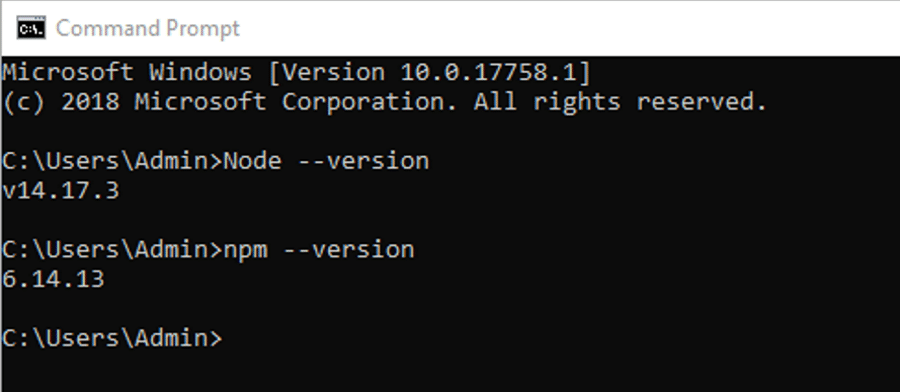 Command Prompt
Microsoft Windows [Version 10.0.17758.1]
(c) 2018 Microsoft Corporation. All rights reserved.
C:\Users\Admin>Node --version
v14.17.3
C:\Users\Admin>npm --version
6.14.13
C:\Users\Admin>